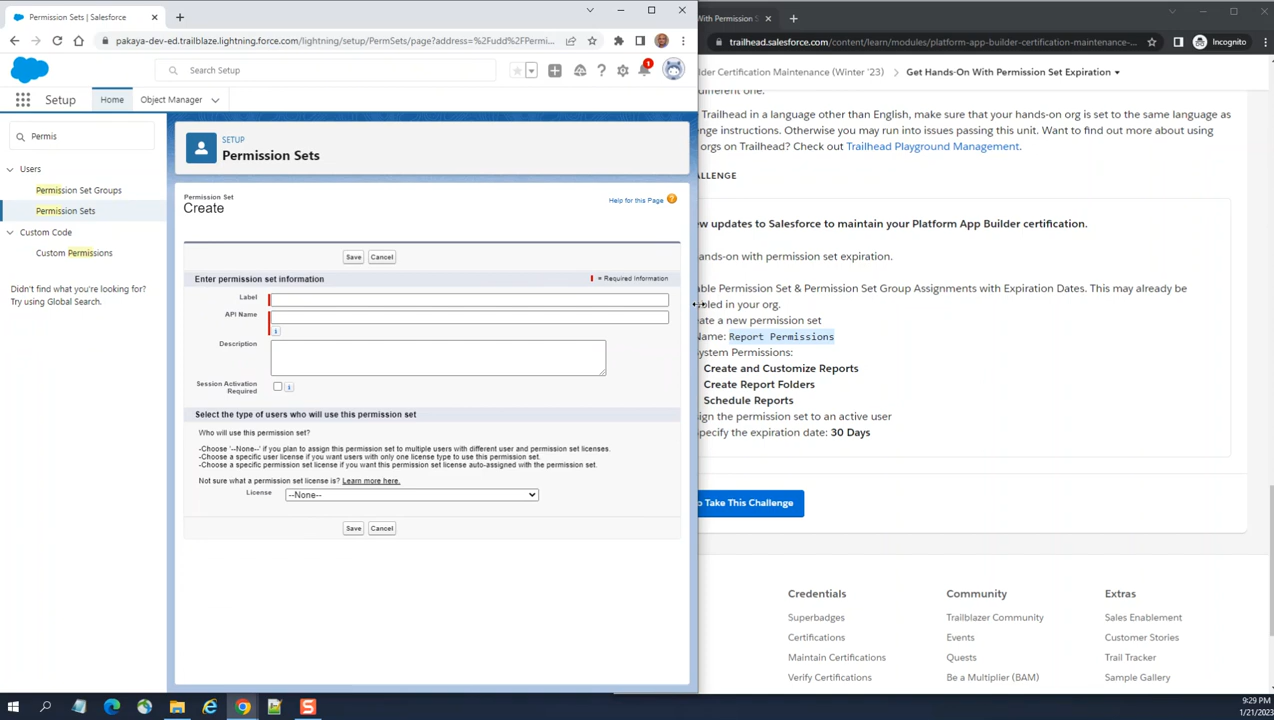 Permission Sets | Salesforce
With Permission S
pakaya-dev-ed.trailblaze.lightning.force.com/lightning/setup/PermSets/page?address=%2Fudd%2FPermi...
trailhead.salesforce.com/content/learn/modules/platform-app-builder-certification-maintenance-...
Incognito
Search Setup
1
Setup
Home
Object Manager
Permis
Users
Permission Set Groups
Permission Sets
Custom Code
Custom Permissions
Didn't find what you're looking for?
Try using Global Search.
SETUP
Permission Sets
Permission Set
Create
Help for this Page
Save
Cancel
Enter permission set information
= Required Information
Label
API Name
Description
Session Activation
Required
Select the type of users who will use this permission set
Who will use this permission set?
-Choose '--None--' if you plan to assign this permission set to multiple users with different user and permission set licenses.
-Choose a specific user license if you want users with only one license type to use this permission set.
-Choose a specific permission set license if you want this permission set license auto-assigned with the permission set.
Not sure what a permission set license is? Learn more here.
License
--None--
Save
Cancel
der Certification Maintenance (Winter '23)
Get Hands-On With Permission Set Expiration
different one.
Trailhead in a language other than English, make sure that your hands-on org is set to the same language as
enge instructions. Otherwise you may run into issues passing this unit. Want to find out more about using
orgs on Trailhead? Check out Trailhead Playground Management.
ALLENGE
ew updates to Salesforce to maintain your Platform App Builder certification.
ands-on with permission set expiration.
able Permission Set & Permission Set Group Assignments with Expiration Dates. This may already be
bled in your org.
eate a new permission set
Name: Report Permissions
ystem Permissions:
Create and Customize Reports
Create Report Folders
Schedule Reports
sign the permission set to an active user
pecify the expiration date: 30 Days
o Take This Challenge
Credentials
Superbadges
Certifications
Maintain Certifications
Verify Certifications
Community
Trailblazer Community
Events
Quests
Be a Multiplier (BAM)
Extras
Sales Enablement
Customer Stories
Trail Tracker
Sample Gallery
9:29 PM
1/21/2023